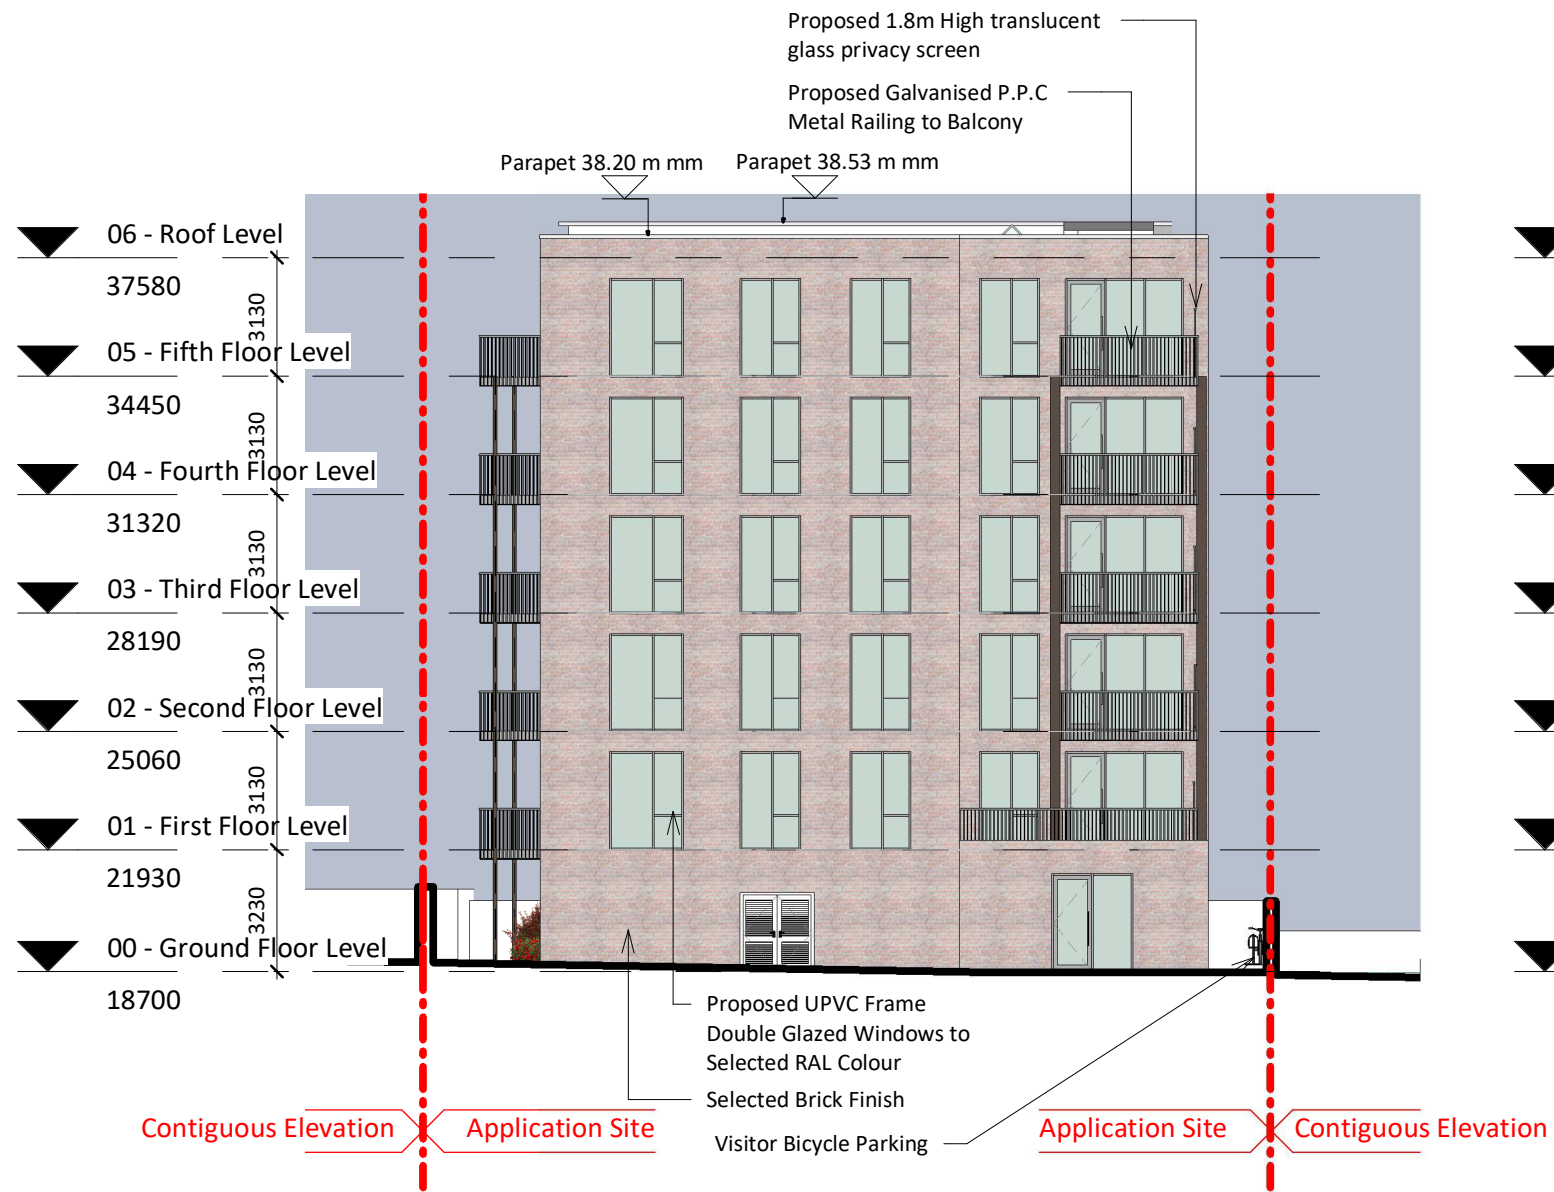 Proposed 1.8m High translucent
glass privacy screen
Proposed Galvanised P.P.C
Metal Railing to Balcony
Parapet 38.20 m mm
Parapet 38.53 m mm
06 - Roof Level
37580
3130
05 - Fifth Floor Level
34450
3130
04 - Fourth Floor Level
31320
3130
03 - Third Floor Level
28190
3130
02 - Second Floor Level
25060
3130
01 - First Floor Level
21930
3230
00 - Ground Floor Level
18700
Proposed UPVC Frame
Double Glazed Windows to
Selected RAL Colour
Selected Brick Finish
Visitor Bicycle Parking
Contiguous Elevation
Application Site
Application Site
Contiguous Elevation